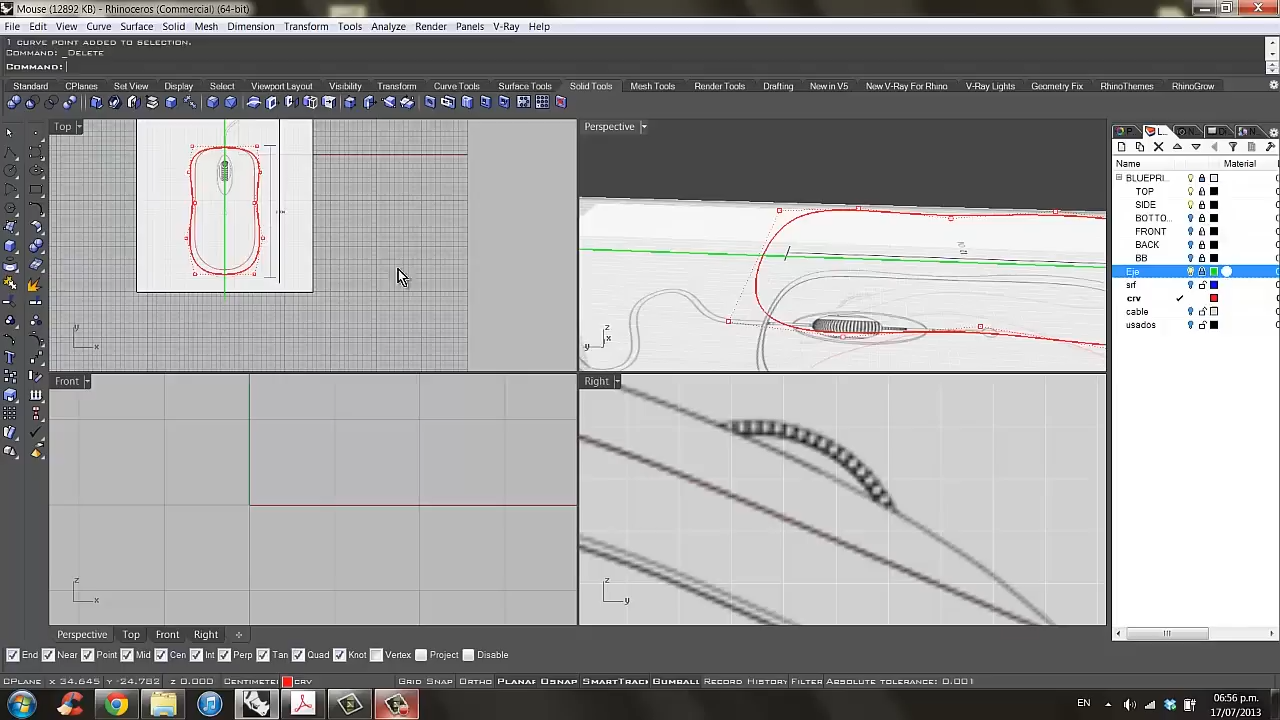 Mouse (12892 KB) - Rhinoceros (Commercial) (64-bit)
File Edit View Curve Surface Solid Mesh Dimension Transform Tools Analyze Render Panels V-Ray Help
1 curve point added to selection.
Command: _Delete
Command:
Standard CPlanes Set View Display Select Viewport Layout Visibility Transform Curve Tools Surface Tools Solid Tools Mesh Tools Render Tools Drafting New in V5 New V-Ray For Rhino V-Ray Lights Geometry Fix RhinoThemes RhinoGrow
Top
y
x
Perspective
z
x
y
Front
z
x
Right
z
y
P... L... N... Di... N...
Name Material
BLUEPRI...
TOP
SIDE
BOTTO...
FRONT
BACK
BB
Eje
srf
crv
cable
usados
Perspective Top Front Right
End Near Point Mid Cen Int Perp Tan Quad Knot Vertex Project Disable
CPlane x 34.645 y -24.782 z 0.000 Centimeters crv Grid Snap Ortho Planar Osnap SmartTrack Gumball Record History Filter Absolute tolerance: 0.001
EN
06:56 p.m.
17/07/2013